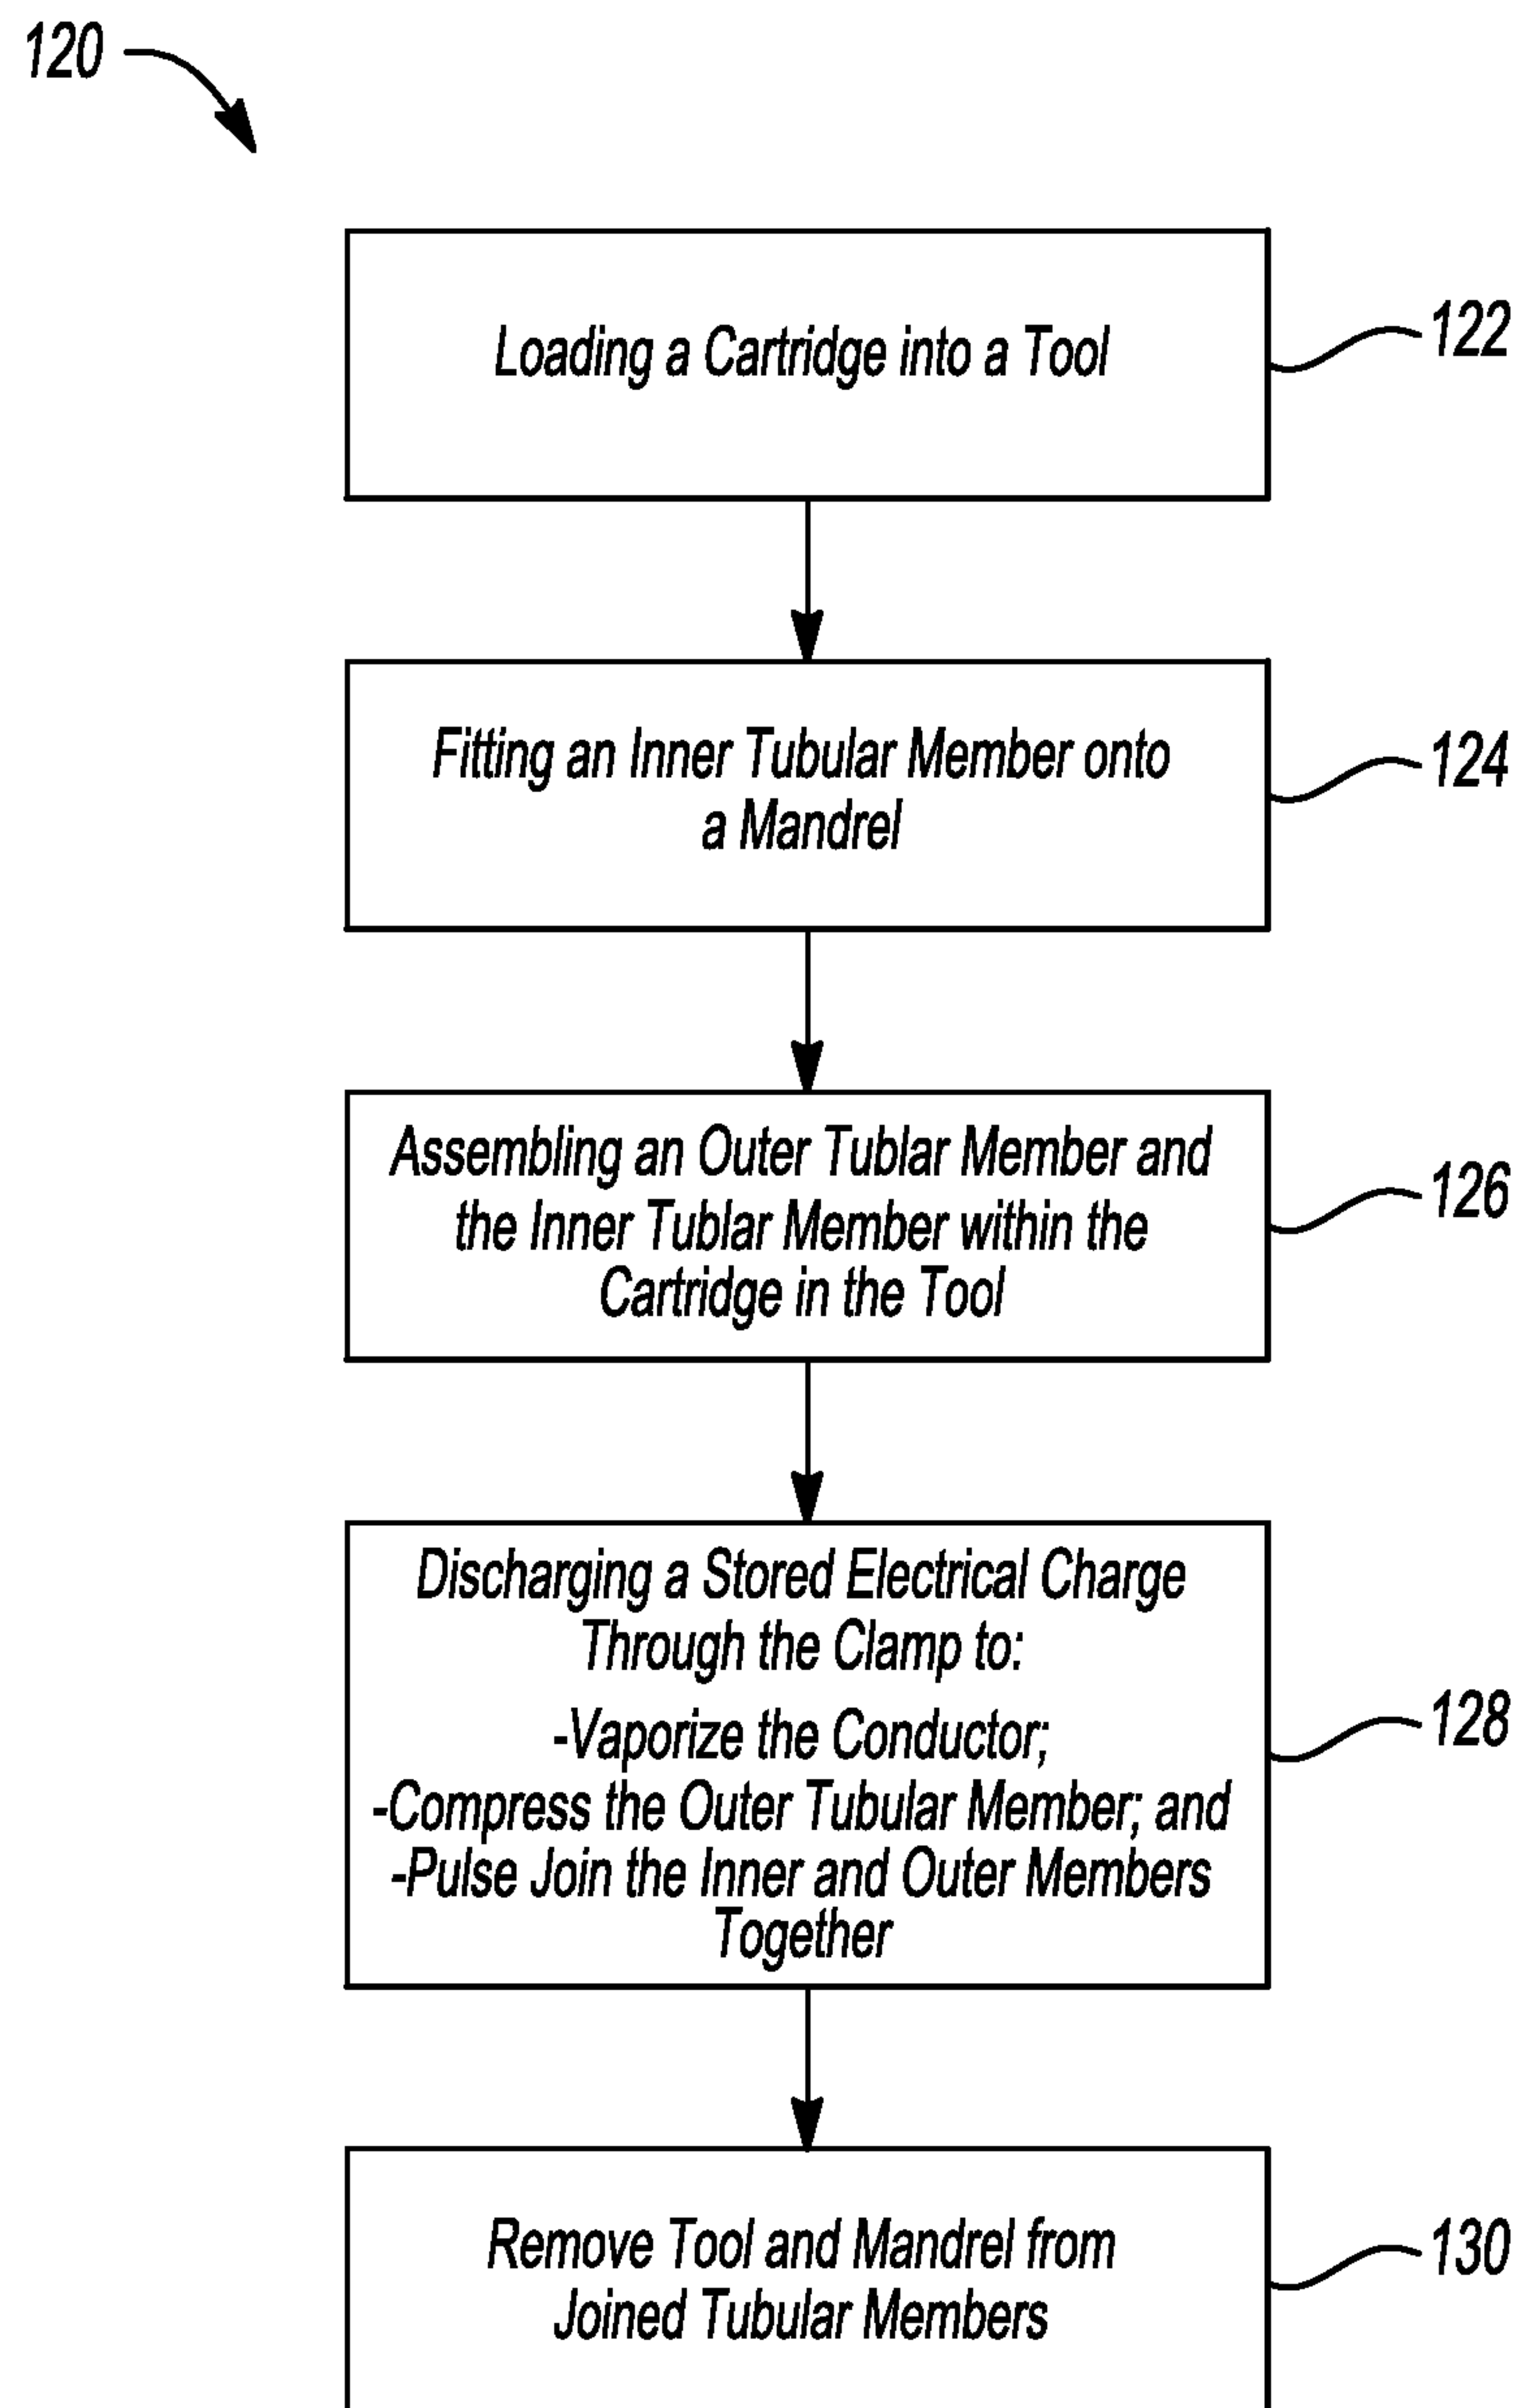 120
Loading a Cartridge into a Tool
122
Fitting an Inner Tubular Member onto
a Mandrel
124
Assembling an Outer Tublar Member and
the Inner Tublar Member within the
Cartridge in the Tool
126
Discharging a Stored Electrical Charge
Through the Clamp to:
-Vaporize the Conductor;
-Compress the Outer Tubular Member; and
-Pulse Join the Inner and Outer Members
Together
128
Remove Tool and Mandrel from
Joined Tubular Members
130